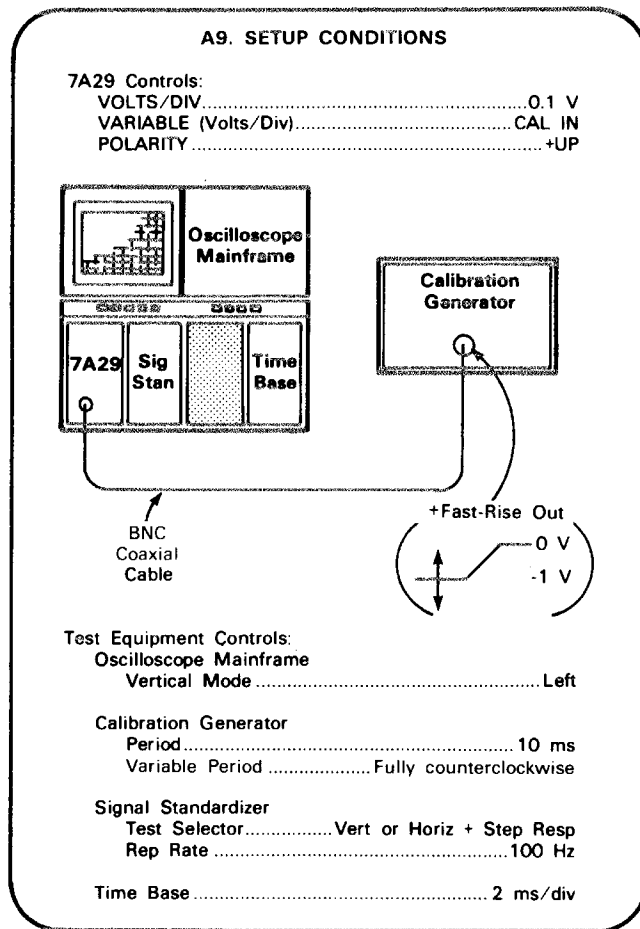 A9. SETUP CONDITIONS
7A29 Controls:
VOLTS/DIV..................................................0.1 V
VARIABLE (Volts/Div)................................CAL IN
POLARITY.....................................................+UP
Oscilloscope
Mainframe
Calibration
Generator
7A29
Sig
Stan
Time
Base
+Fast-Rise Out
0 V
-1 V
BNC
Coaxial
Cable
Test Equipment Controls:
Oscilloscope Mainframe
Vertical Mode..................................................Left
Calibration Generator
Period..........................................................10 ms
Variable Period...................Fully counterclockwise
Signal Standardizer
Test Selector................Vert or Horiz + Step Resp
Rep Rate ...................................................100 Hz
Time Base...................................................2 ms/div